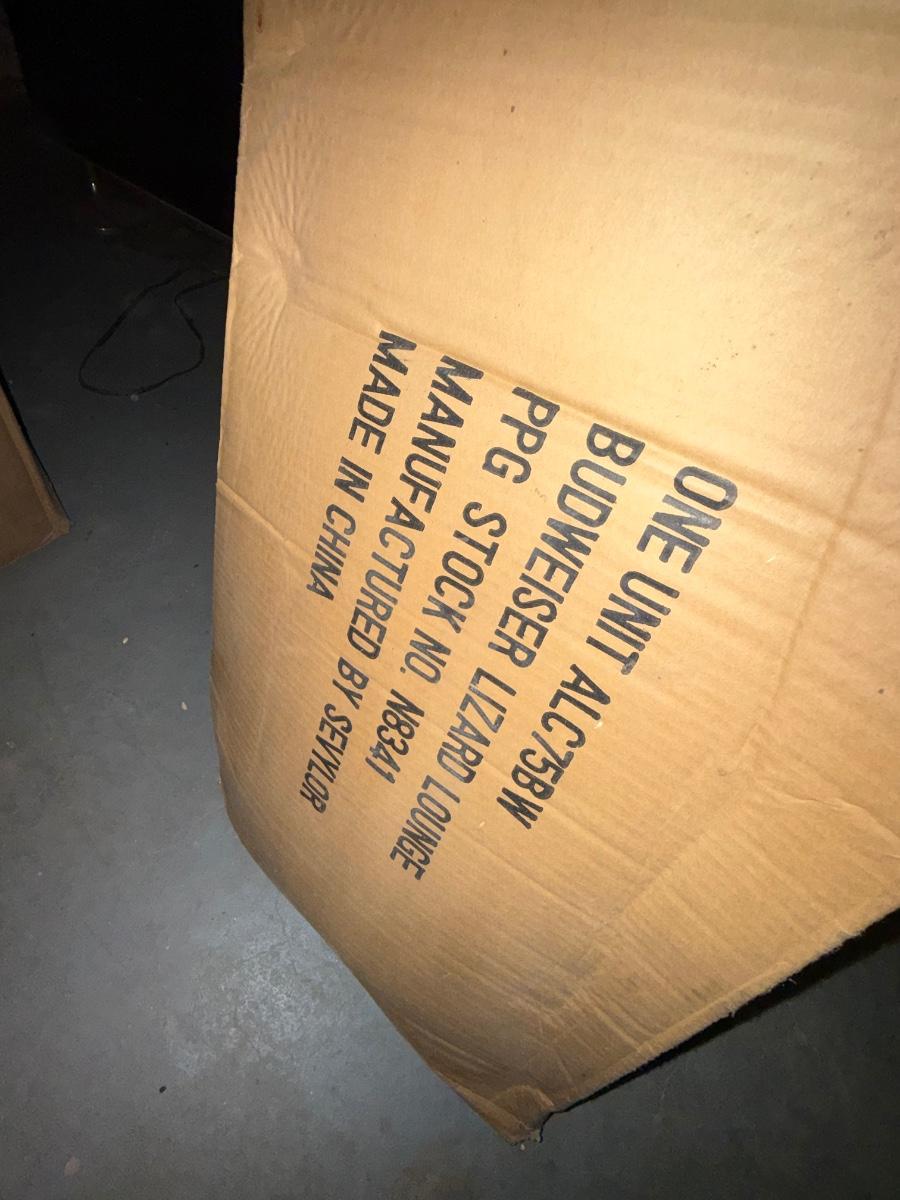 ONE UNIT ALC75BW
BUDWEISER LIZARD LOUNGE
PPG STOCK NO. N8341
MANUFACTURED BY SEVYLOR
MADE IN CHINA